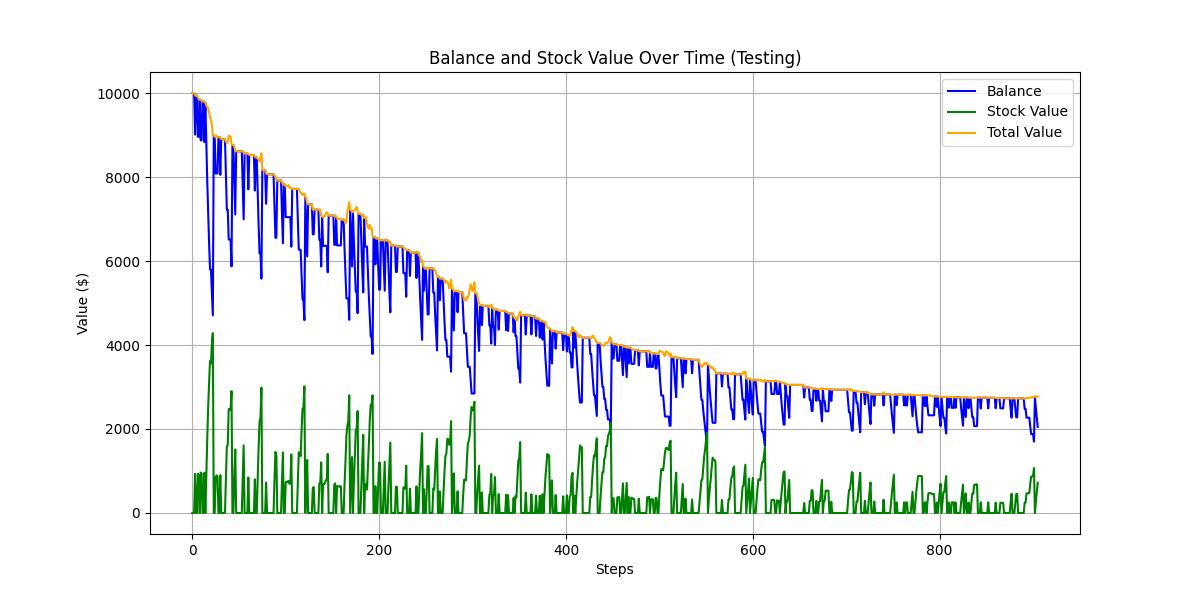 Balance and Stock Value Over Time (Testing)
Balance
Stock Value
Total Value
10000
8000
6000
4000
2000
0
Value ($)
0 200 400 600 800
Steps